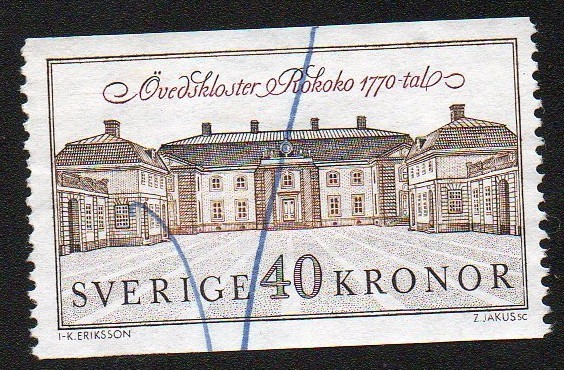 Övedskloster Rokoko 1770-tal
SVERIGE 40 KRONOR
I-K.ERIKSSON
Z.JAKUS SC